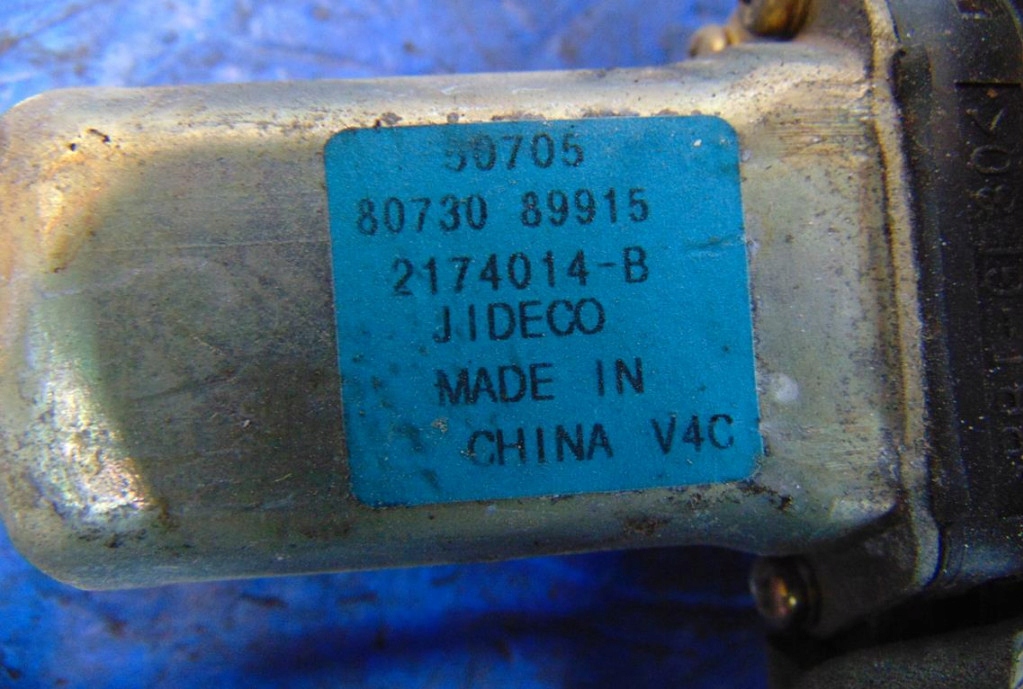 50705
80730 89915
2174014-B
JIDECO
MADE IN
CHINA V4C